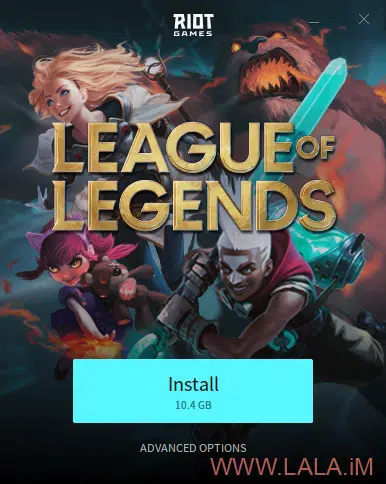 RIOT
GAMES
LEAGUE OF
LEGENDS
Install
10.4 GB
ADVANCED OPTIONS
WWW.LALA.iM